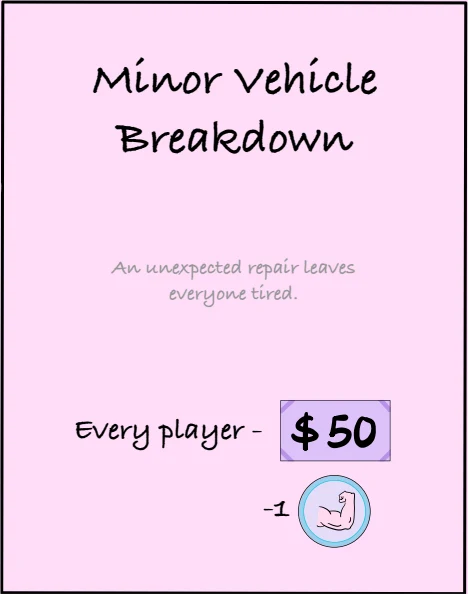 Minor Vehicle
Breakdown
An unexpected repair leaves
everyone tired.
Every player - $50
-1